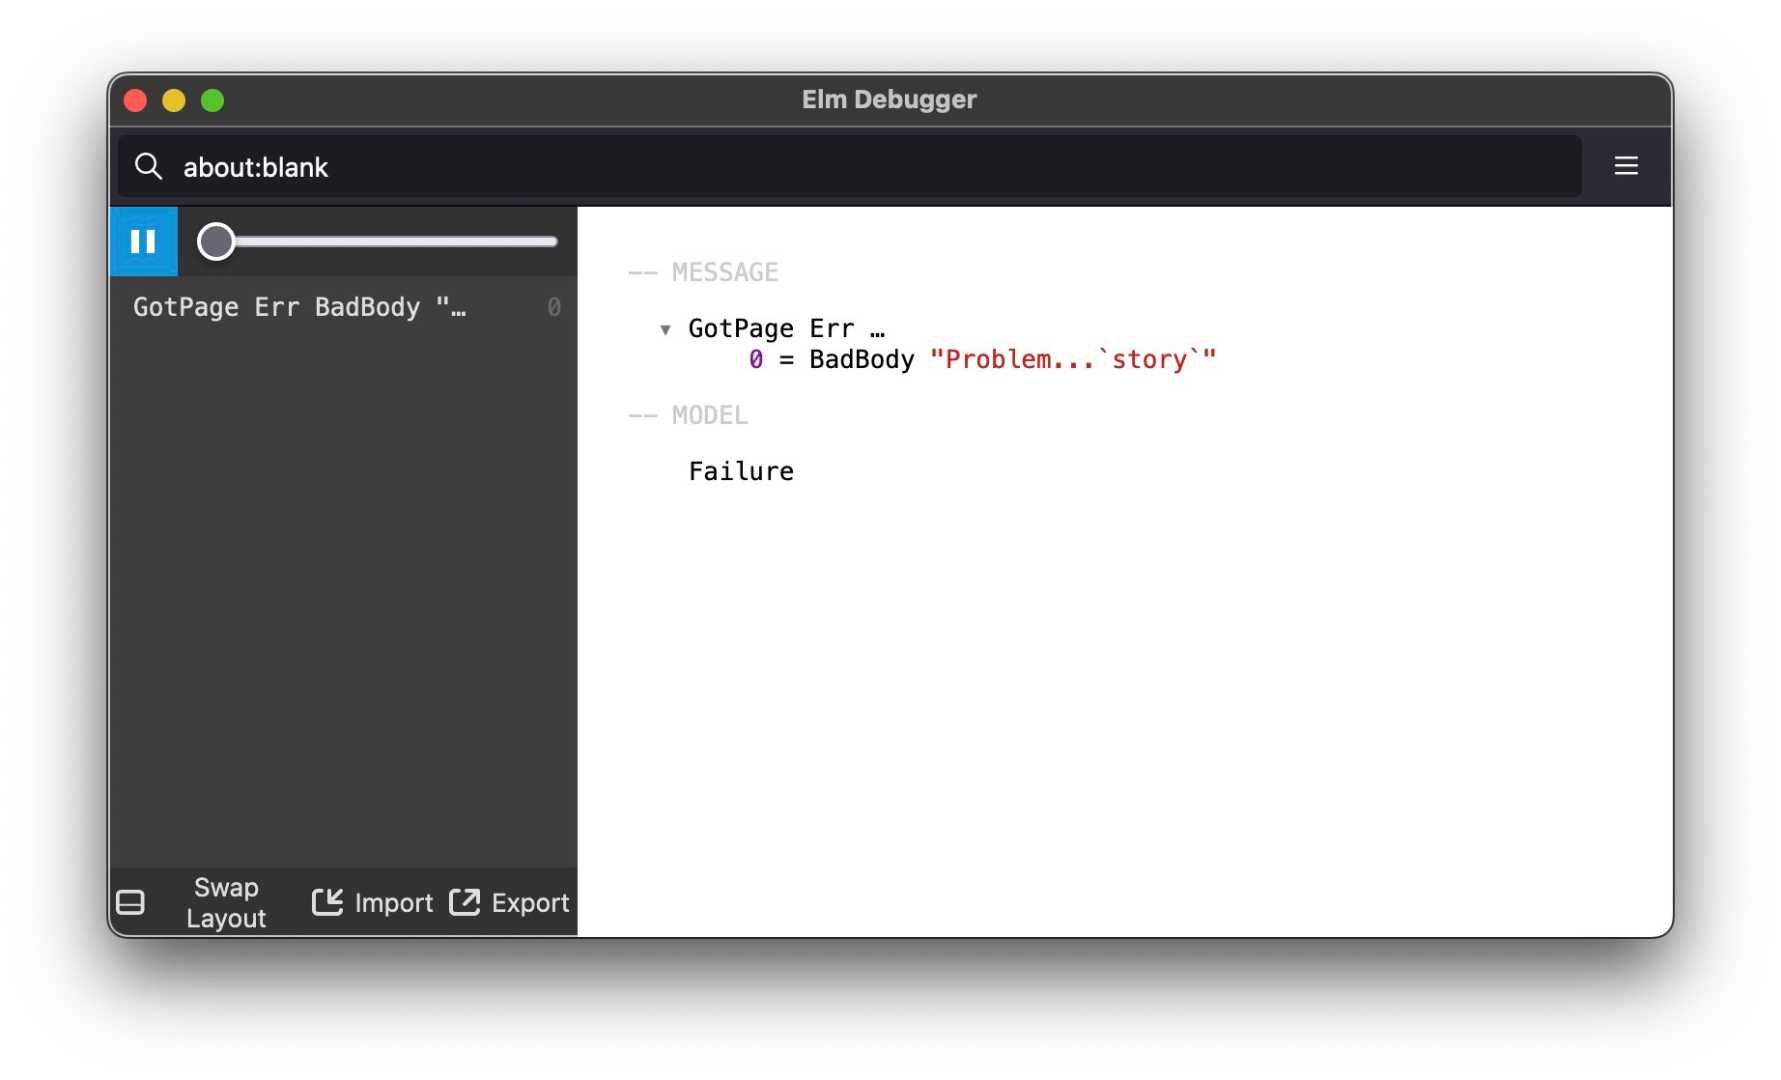 Elm Debugger
about:blank
GotPage Err BadBody "… 0
-- MESSAGE
▾ GotPage Err …
0 = BadBody "Problem...`story`"
-- MODEL
Failure
Swap Layout
Import
Export